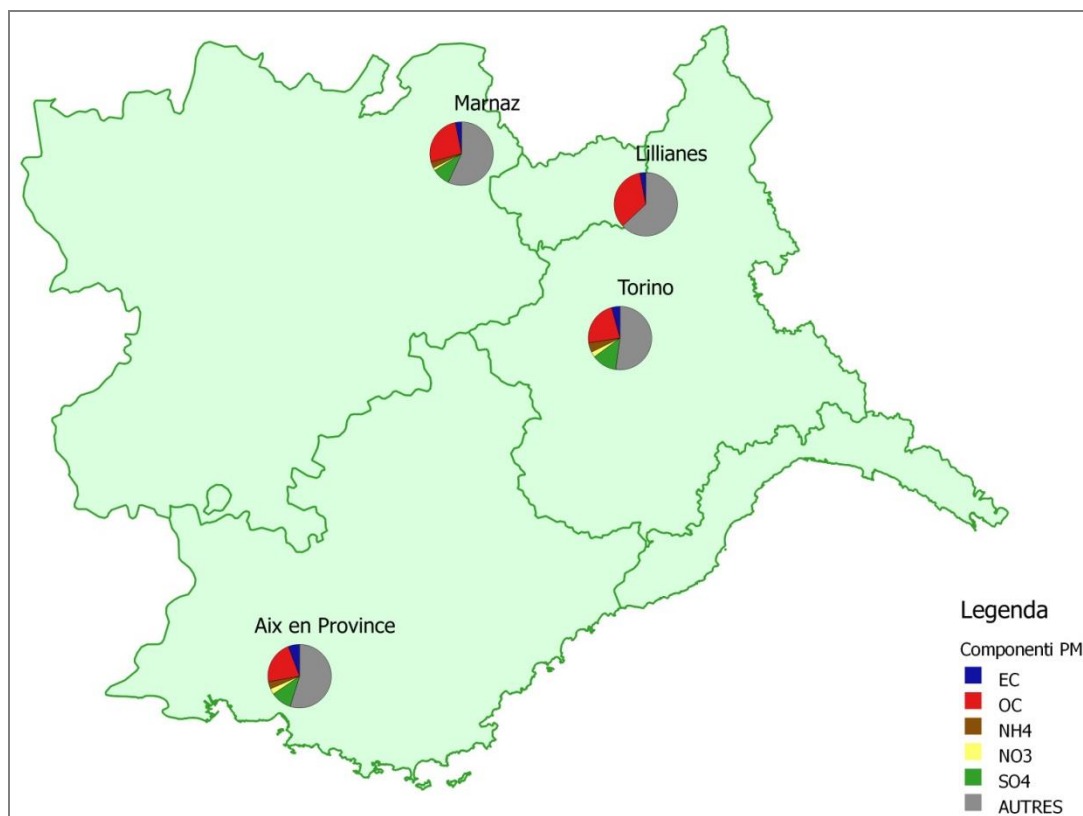 Marnaz
Lillianes
Torino
Aix en Province
Legenda
Componenti PM
EC
OC
NH4
NO3
SO4
AUTRES